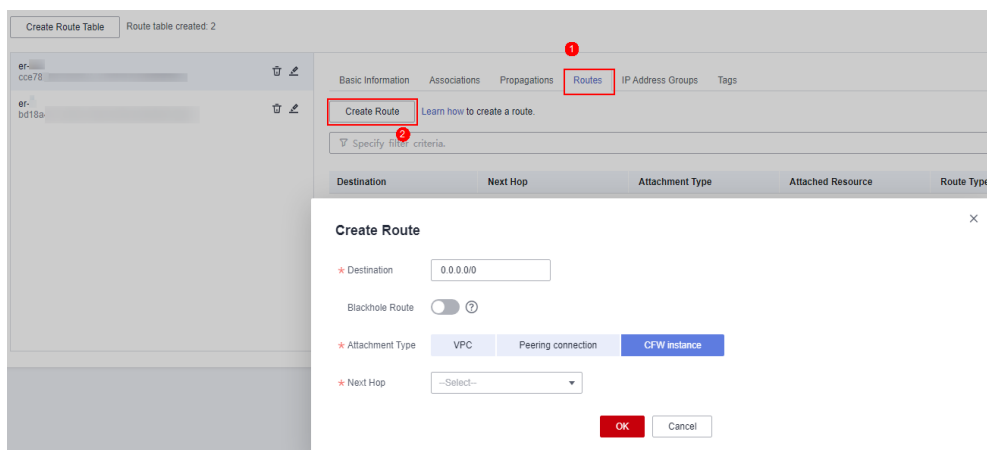 Create Route Table Route table created: 2
er-
cce78
er-
bd18a
1
Basic Information Associations Propagations Routes IP Address Groups Tags
Create Route Learn how to create a route.
2
Specify filter criteria.
Destination Next Hop Attachment Type Attached Resource Route Type
Create Route
* Destination 0.0.0.0/0
Blackhole Route ?
* Attachment Type VPC Peering connection CFW instance
* Next Hop --Select--
OK Cancel